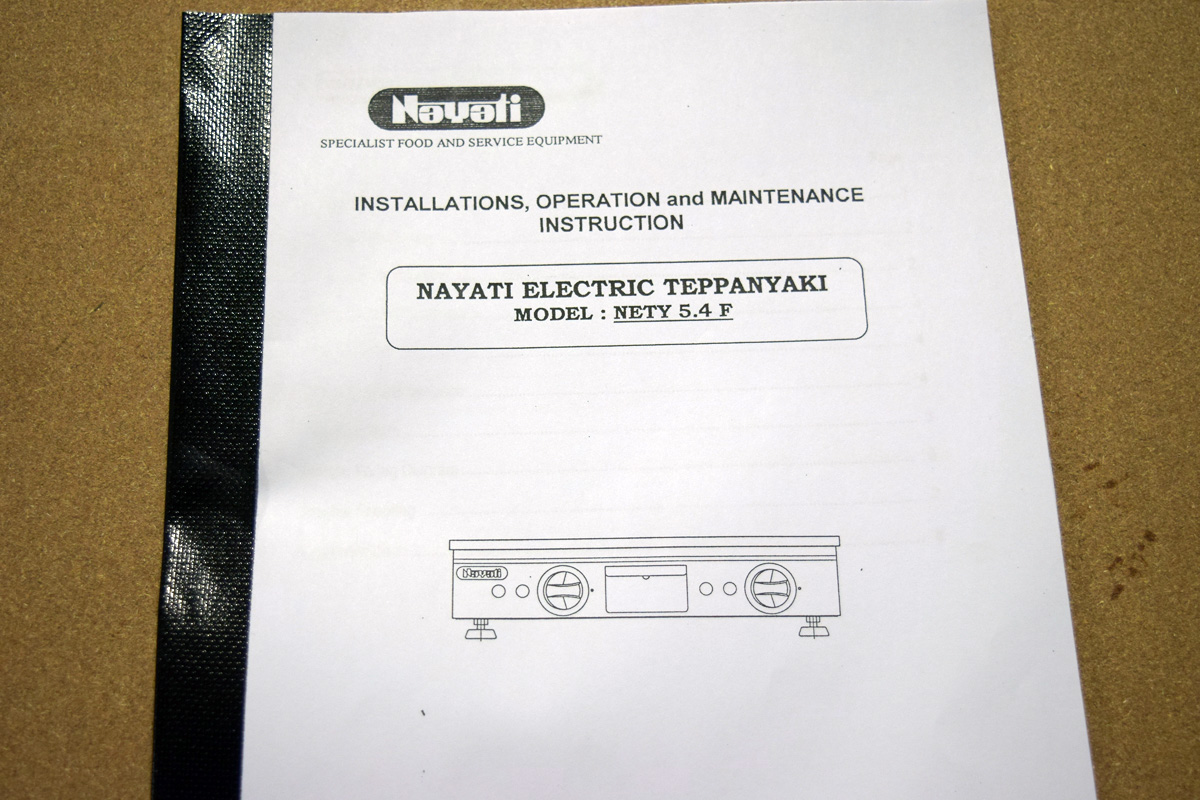 Nayati
SPECIALIST FOOD AND SERVICE EQUIPMENT
INSTALLATIONS, OPERATION and MAINTENANCE
INSTRUCTION
NAYATI ELECTRIC TEPPANYAKI
MODEL : NETY 5.4 F
Nayati